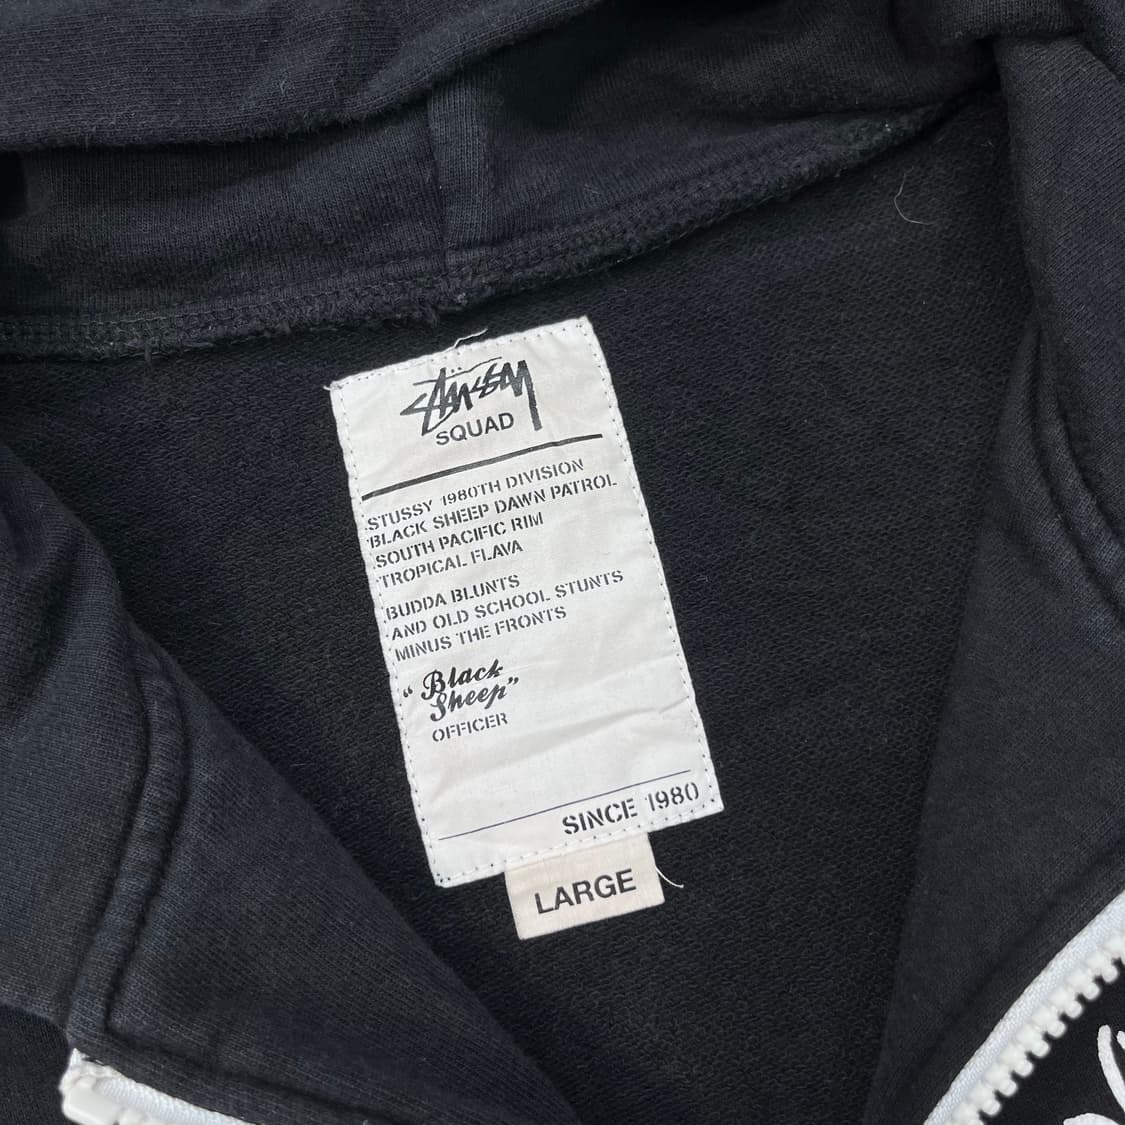 STÜSSY
SQUAD
STUSSY 1980TH DIVISION
BLACK SHEEP DAWN PATROL
SOUTH PACIFIC RIM
TROPICAL FLAVA
BUDDA BLUNTS
AND OLD SCHOOL STUNTS
MINUS THE FRONTS
"Black
Sheep"
OFFICER
SINCE 1980
LARGE